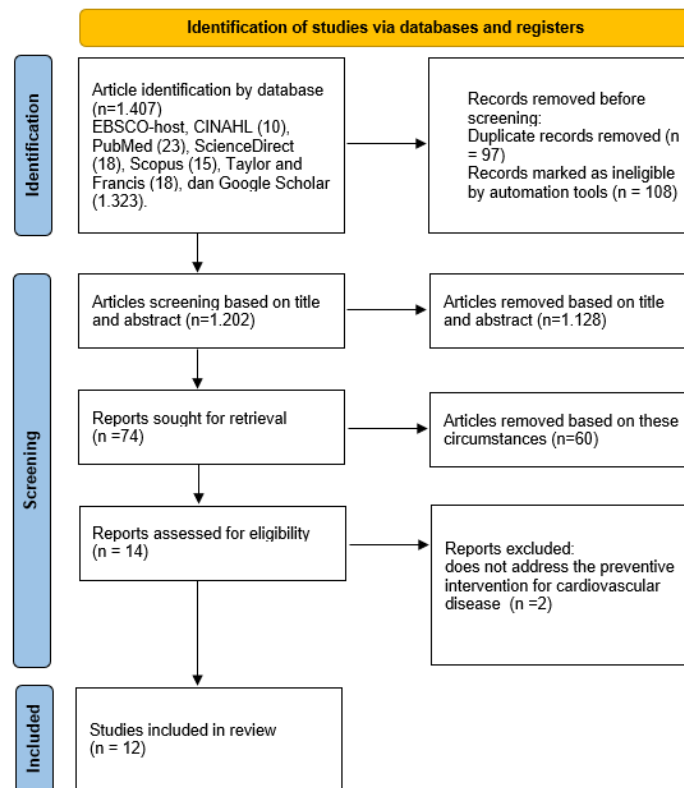 Identification of studies via databases and registers
Identification
Article identification by database
(n=1.407)
EBSCO-host, CINAHL (10),
PubMed (23), ScienceDirect
(18), Scopus (15), Taylor and
Francis (18), dan Google Scholar
(1.323).
Records removed before
screening:
Duplicate records removed (n
= 97)
Records marked as ineligible
by automation tools (n = 108)
Screening
Articles screening based on title
and abstract (n=1.202)
Articles removed based on title
and abstract (n=1.128)
Reports sought for retrieval
(n =74)
Articles removed based on these
circumstances (n=60)
Reports assessed for eligibility
(n = 14)
Reports excluded:
does not address the preventive
intervention for cardiovascular
disease (n =2)
Included
Studies included in review
(n = 12)